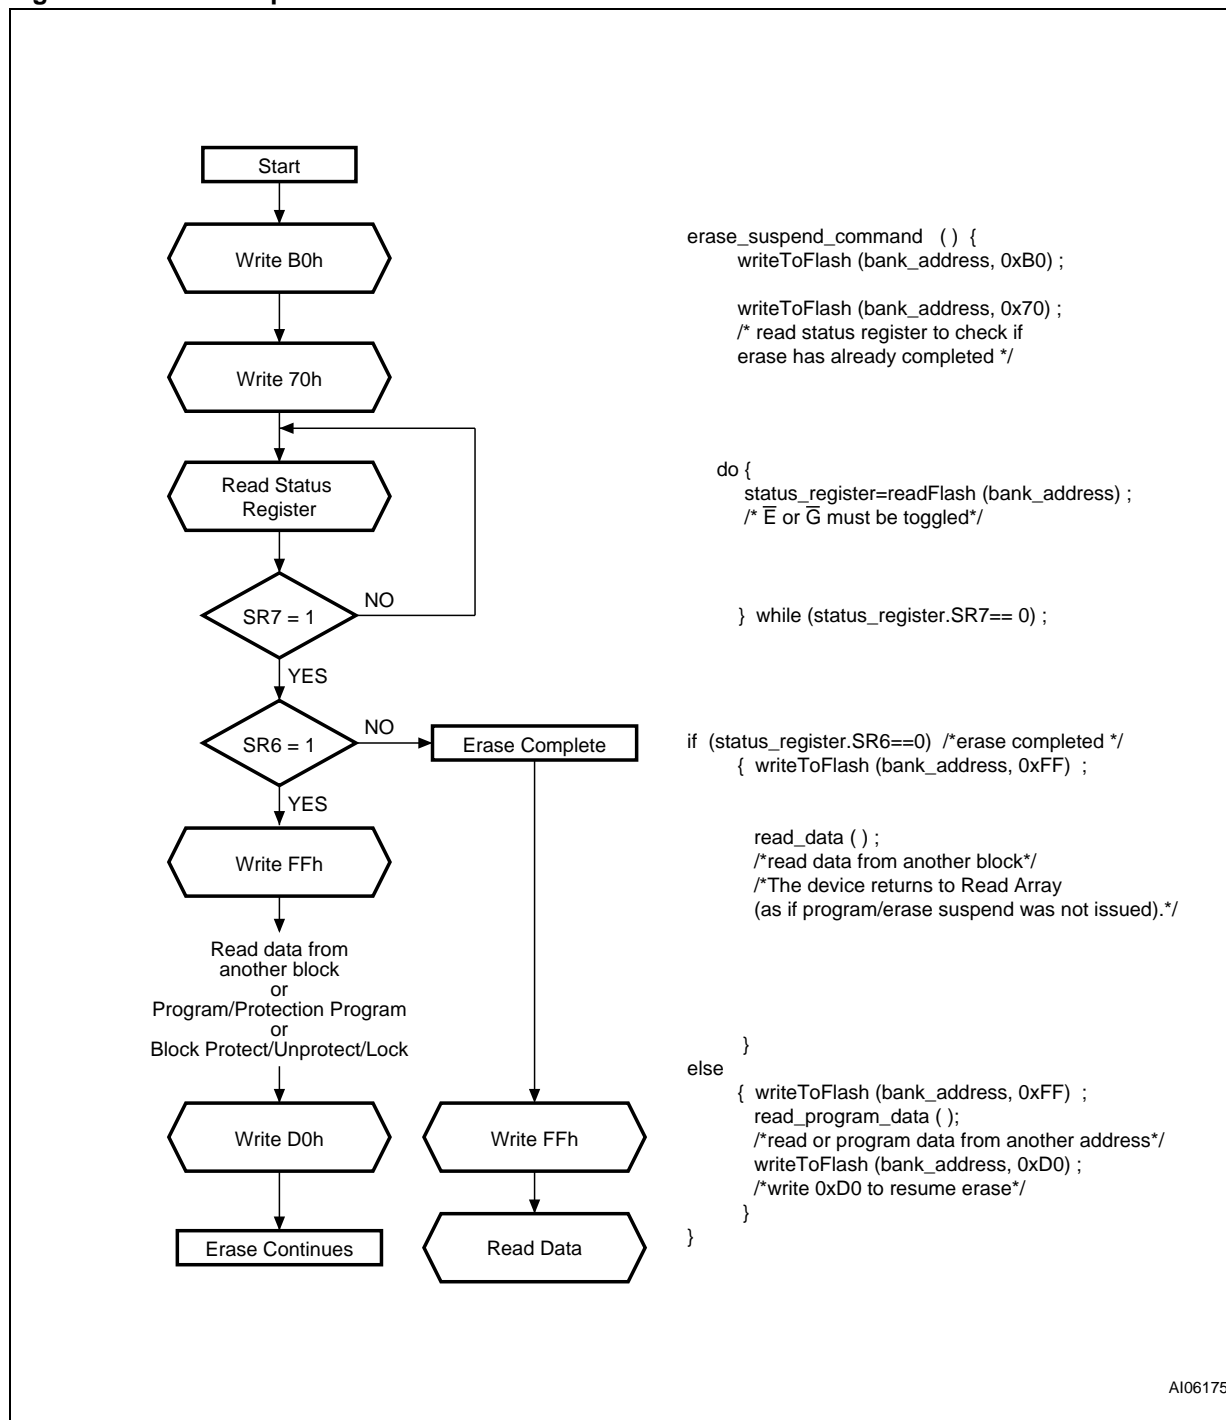 Start
Write B0h
Write 70h
Read Status
Register
SR7 = 1
NO
YES
SR6 = 1
NO
Erase Complete
YES
Write FFh
Read data from
another block
or
Program/Protection Program
or
Block Protect/Unprotect/Lock
Write D0h
Write FFh
Erase Continues
Read Data
erase_suspend_command ( ) {
writeToFlash (bank_address, 0xB0) ;
writeToFlash (bank_address, 0x70) ;
/* read status register to check if
erase has already completed */
do {
status_register=readFlash (bank_address) ;
/* E̅ or G̅ must be toggled*/
} while (status_register.SR7== 0) ;
if (status_register.SR6==0) /*erase completed */
{ writeToFlash (bank_address, 0xFF) ;
read_data ( ) ;
/*read data from another block*/
/*The device returns to Read Array
(as if program/erase suspend was not issued).*/
}
else
{ writeToFlash (bank_address, 0xFF) ;
read_program_data ( );
/*read or program data from another address*/
writeToFlash (bank_address, 0xD0) ;
/*write 0xD0 to resume erase*/
}
}
AI06175